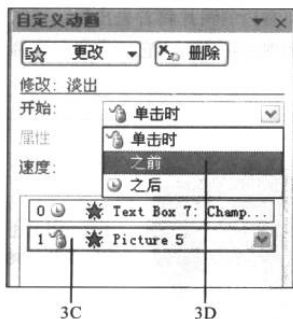 自定义动画
更改 删除
修改: 淡出
开始: 单击时
属性 单击时
之前
速度: 之后
0 Text Box 7: Champ...
1 Picture 5
3C 3D